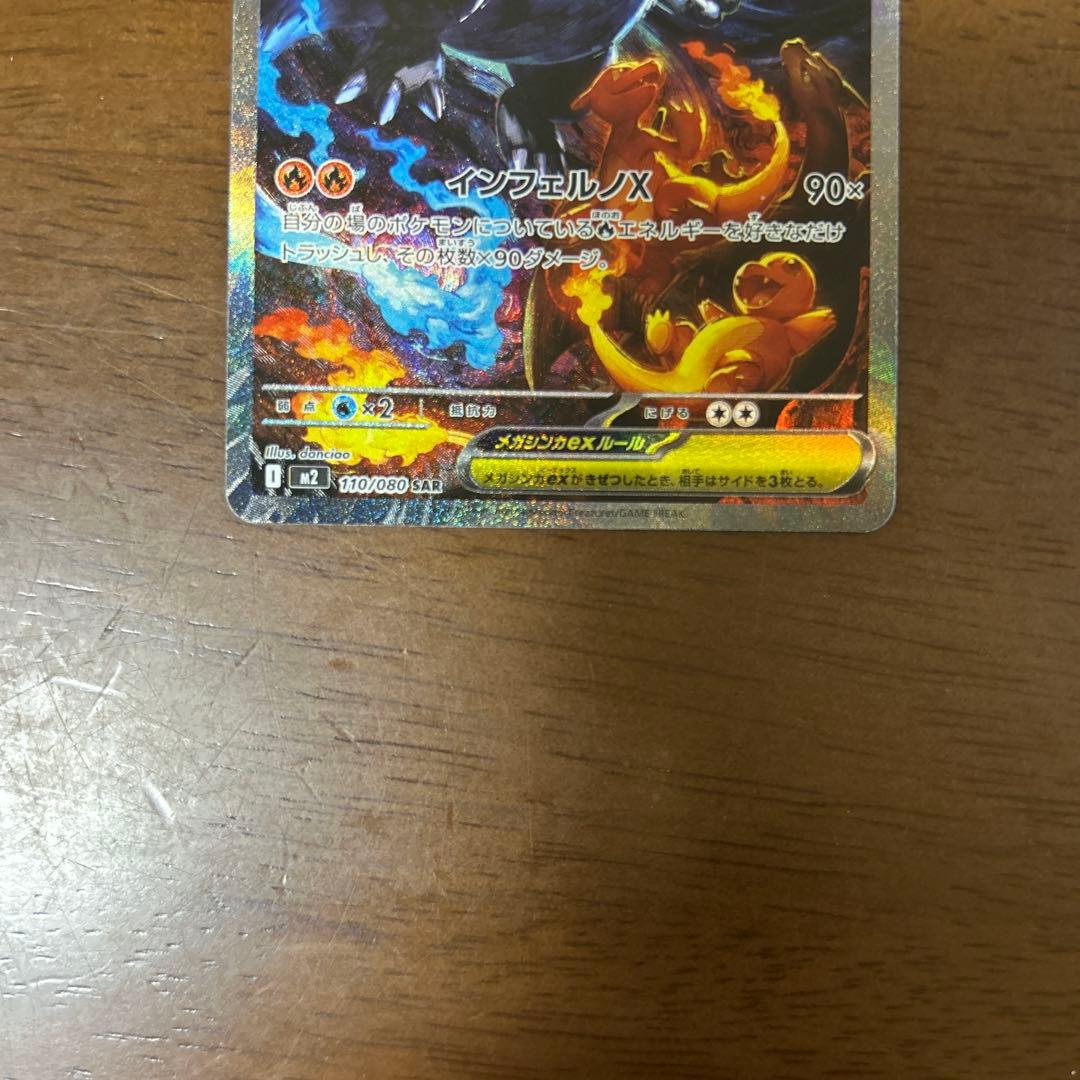 インフェルノX 90×
自分の場のポケモンについているエネルギーを好きなだけ
トラッシュし、その枚数×90ダメージ。
弱点 ×2 抵抗力 にげる
メガシンカexルール
メガシンカexがきぜつしたとき、相手はサイドを3枚とる。
Illus. danciao
I M2 110/080 SAR
Creatures/GAME FREAK.